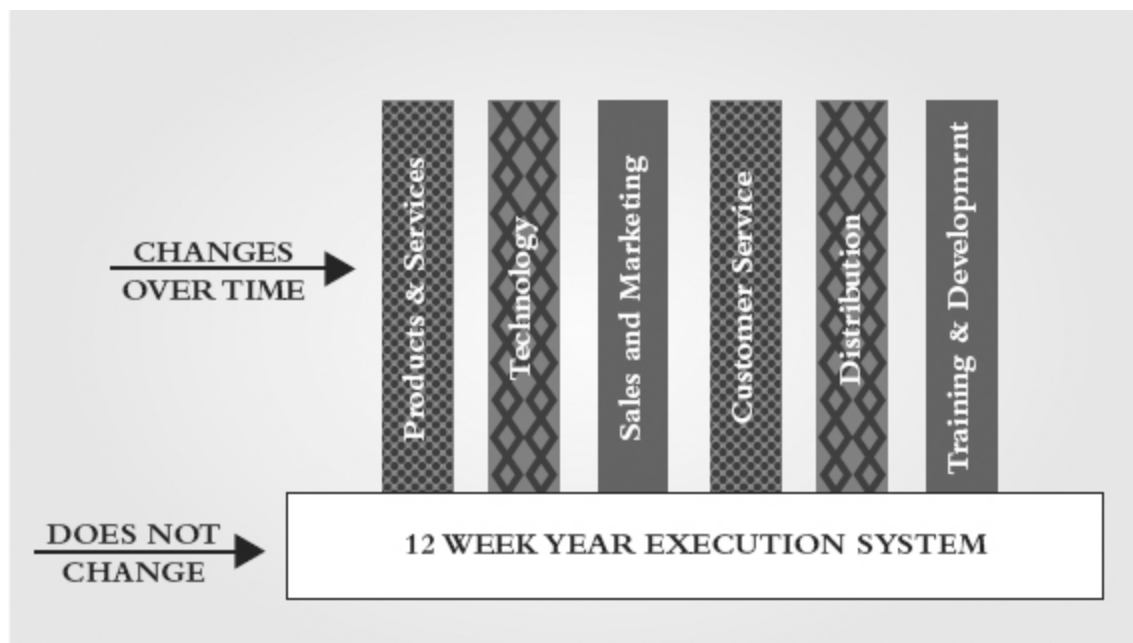 CHANGES
OVER TIME
Products & Services
Technology
Sales and Marketing
Customer Service
Distribution
Training & Developmrnt
DOES NOT
CHANGE
12 WEEK YEAR EXECUTION SYSTEM